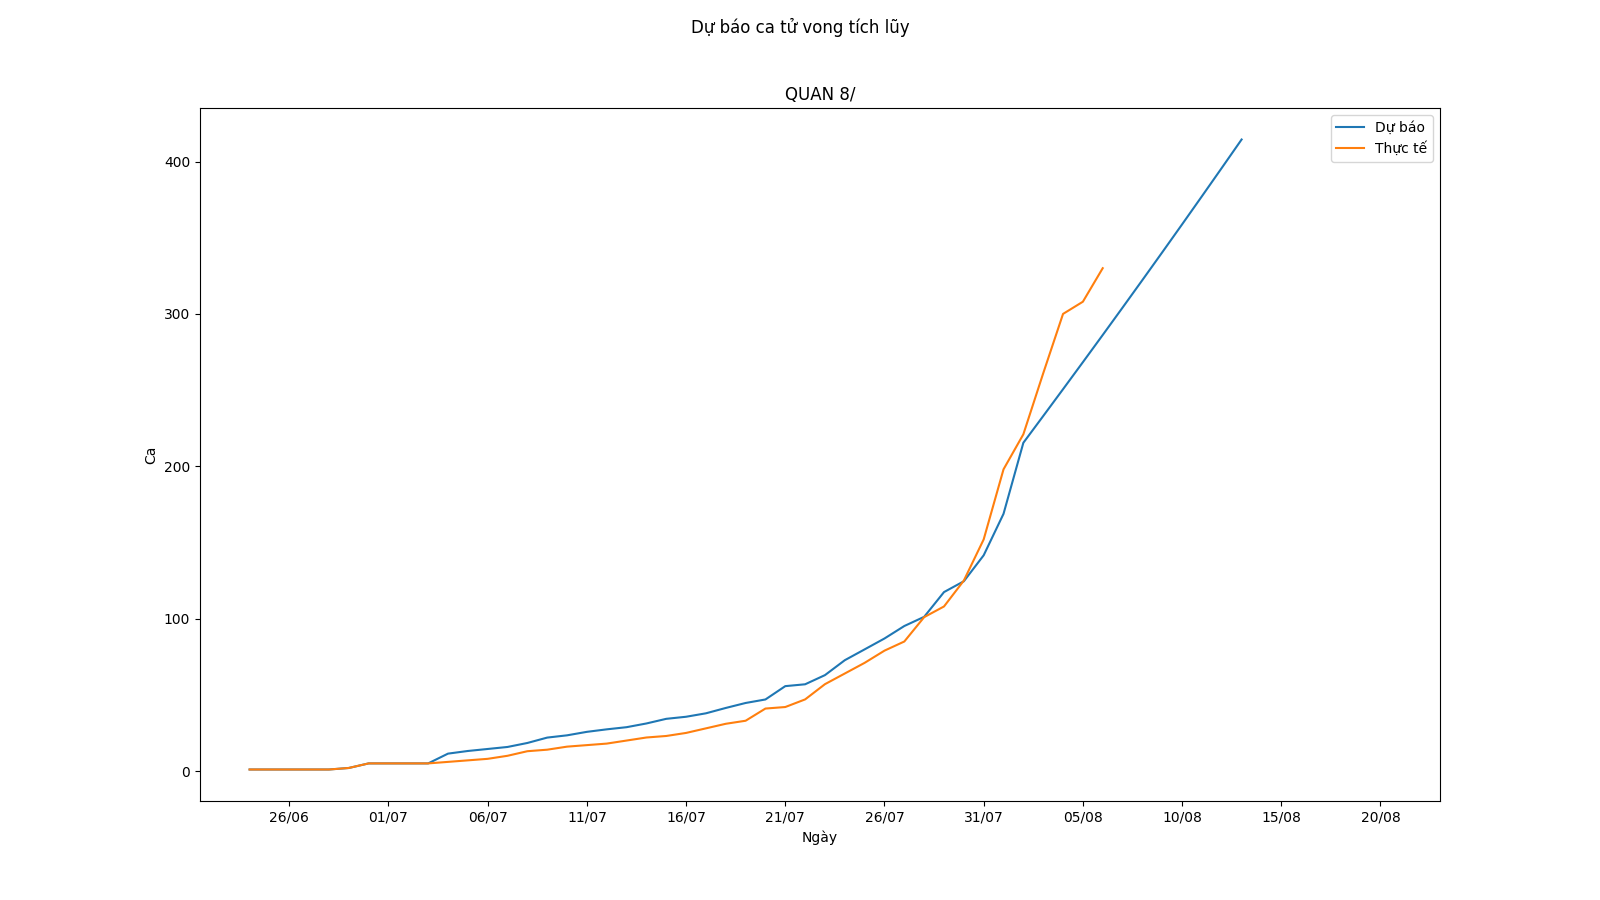 Dự báo ca tử vong tích lũy
QUAN 8/
Dự báo
Thực tế
400
300
200
100
0
Ca
26/06 01/07 06/07 11/07 16/07 21/07 26/07 31/07 05/08 10/08 15/08 20/08
Ngày